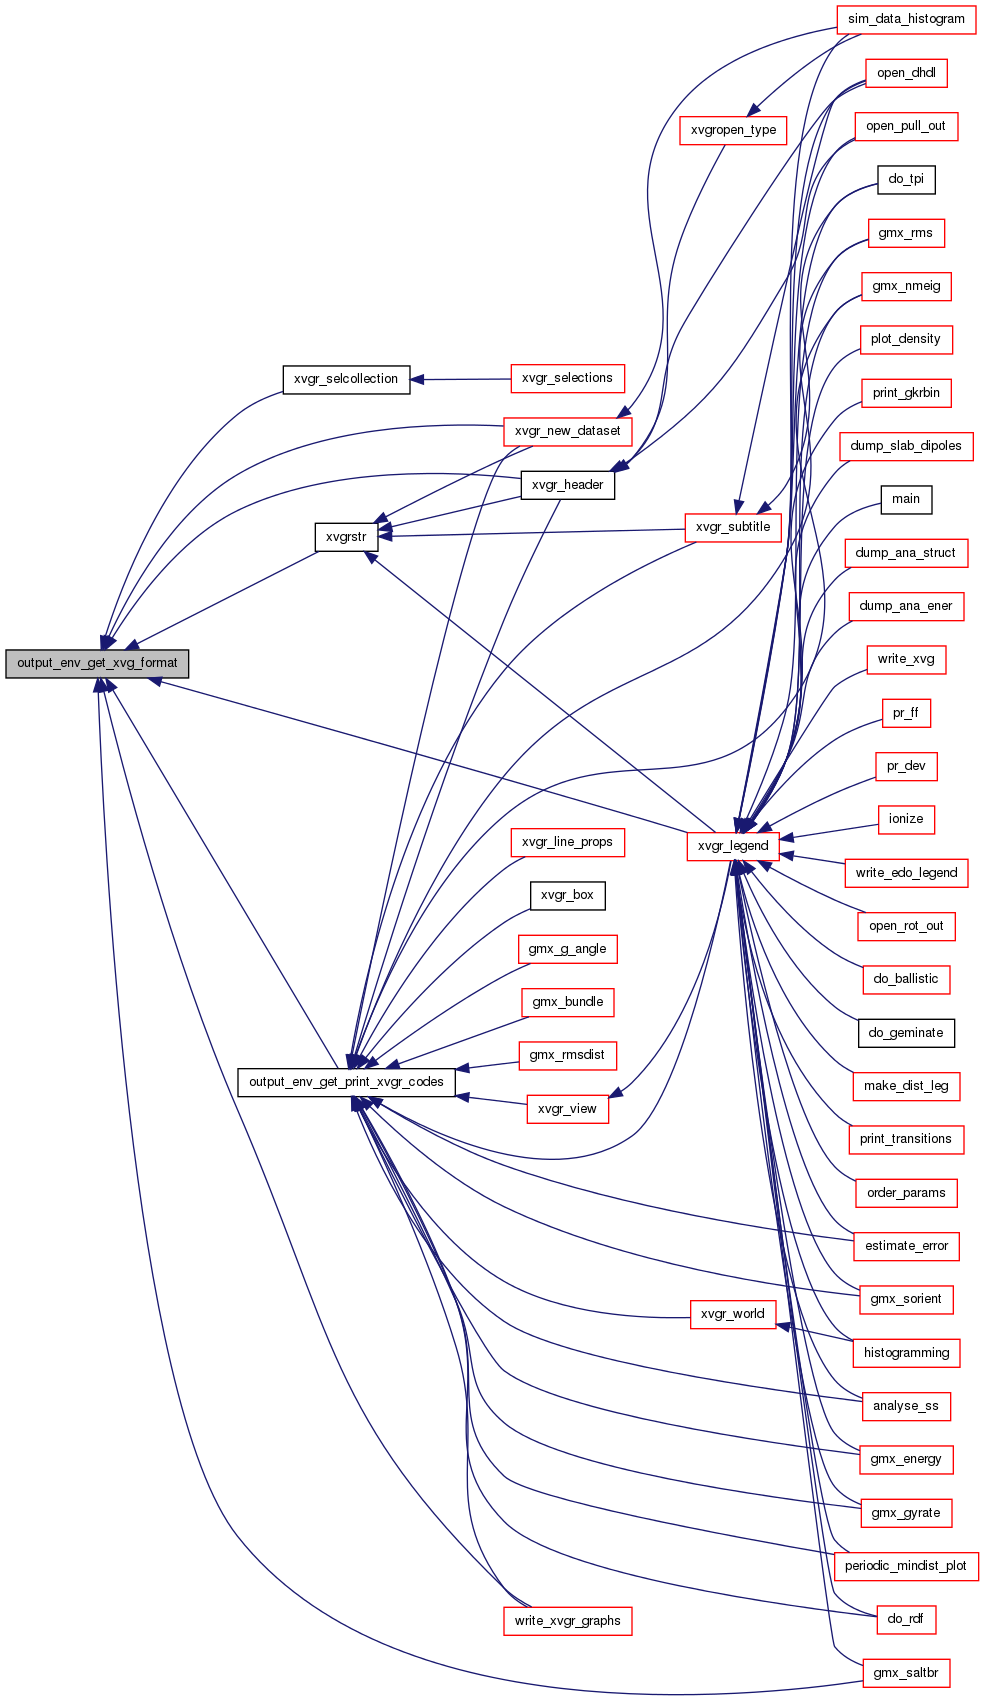 sim_data_histogram
open_dhdl
xvgropen_type
open_pull_out
do_tpi
gmx_rms
gmx_nmeig
plot_density
xvgr_selcollection
xvgr_selections
print_gkrbin
xvgr_new_dataset
dump_slab_dipoles
xvgr_header
main
xvgrstr
xvgr_subtitle
dump_ana_struct
dump_ana_ener
output_env_get_xvg_format
write_xvg
pr_ff
pr_dev
ionize
xvgr_line_props
xvgr_legend
write_edo_legend
xvgr_box
open_rot_out
gmx_g_angle
do_ballistic
gmx_bundle
do_geminate
gmx_rmsdist
output_env_get_print_xvgr_codes
make_dist_leg
xvgr_view
print_transitions
order_params
estimate_error
gmx_sorient
xvgr_world
histogramming
analyse_ss
gmx_energy
gmx_gyrate
periodic_mindist_plot
write_xvgr_graphs
do_rdf
gmx_saltbr